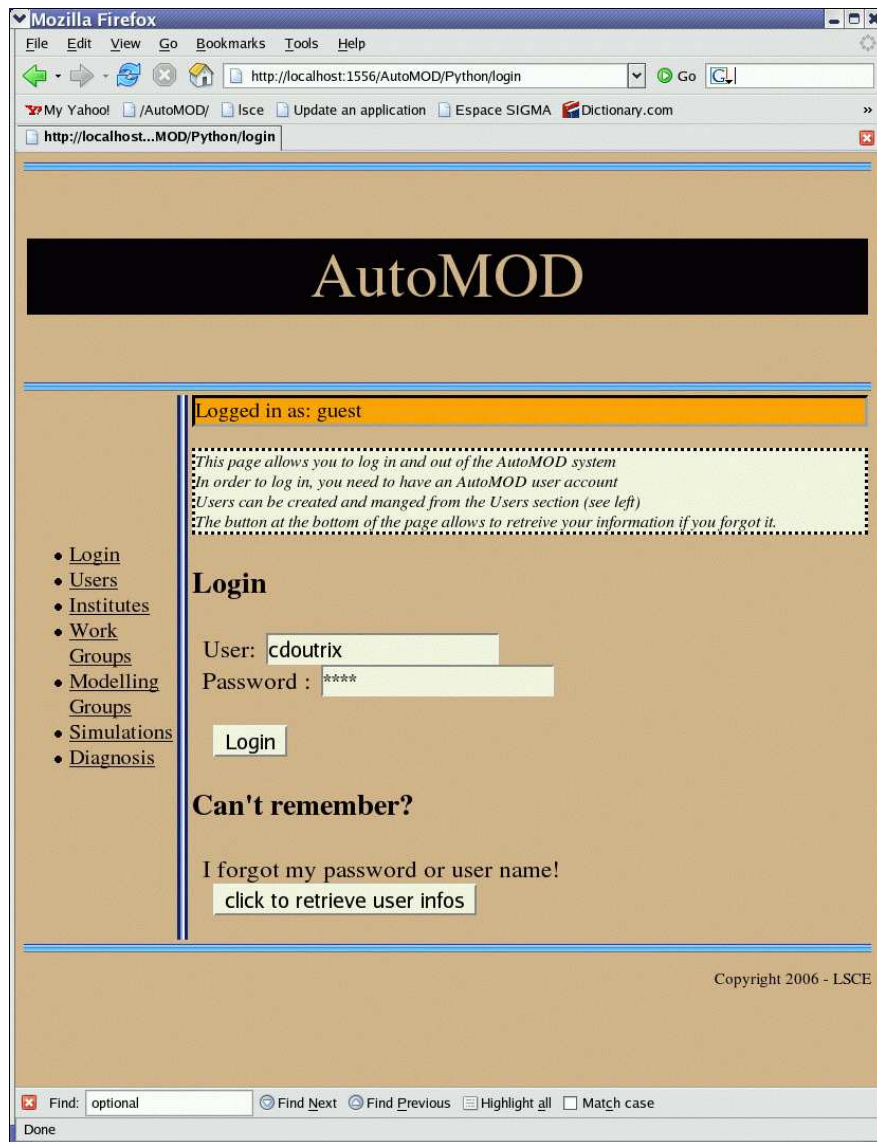 Mozilla Firefox
File Edit View Go Bookmarks Tools Help
http://localhost:1556/AutoMOD/Python/login Go G
My Yahoo! /AutoMOD/ lsce Update an application Espace SIGMA Dictionary.com »
http://localhost...MOD/Python/login
AutoMOD
Logged in as: guest
This page allows you to log in and out of the AutoMOD system
In order to log in, you need to have an AutoMOD user account
Users can be created and manged from the Users section (see left)
The button at the bottom of the page allows to retreive your information if you forgot it.
• Login
• Users
• Institutes
• Work
Groups
• Modelling
Groups
• Simulations
• Diagnosis
Login
User: cdoutrix
Password : ****
Login
Can't remember?
I forgot my password or user name!
click to retrieve user infos
Copyright 2006 - LSCE
Find: optional Find Next Find Previous Highlight all Match case
Done